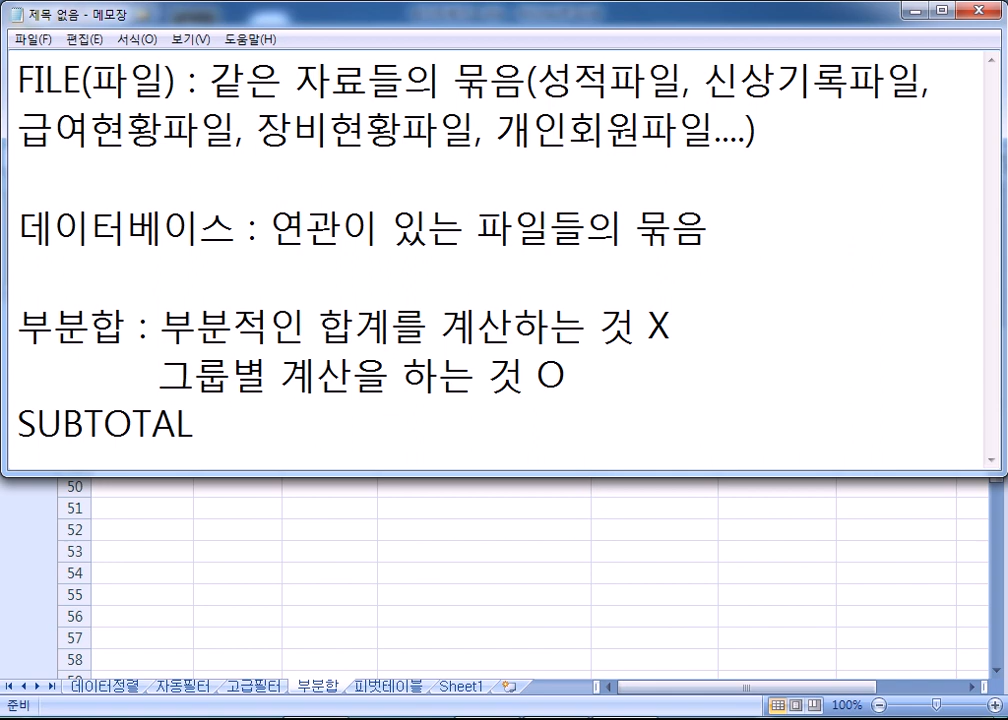 제목 없음 - 메모장
파일(F) 편집(E) 서식(O) 보기(V) 도움말(H)
FILE(파일) : 같은 자료들의 묶음(성적파일, 신상기록파일,
급여현황파일, 장비현황파일, 개인회원파일....)
데이터베이스 : 연관이 있는 파일들의 묶음
부분합 : 부분적인 합계를 계산하는 것 X
그룹별 계산을 하는 것 O
SUBTOTAL
50
51
52
53
54
55
56
57
58
데이터정렬 자동필터 고급필터 부분합 피벗테이블 Sheet1
준비 100%